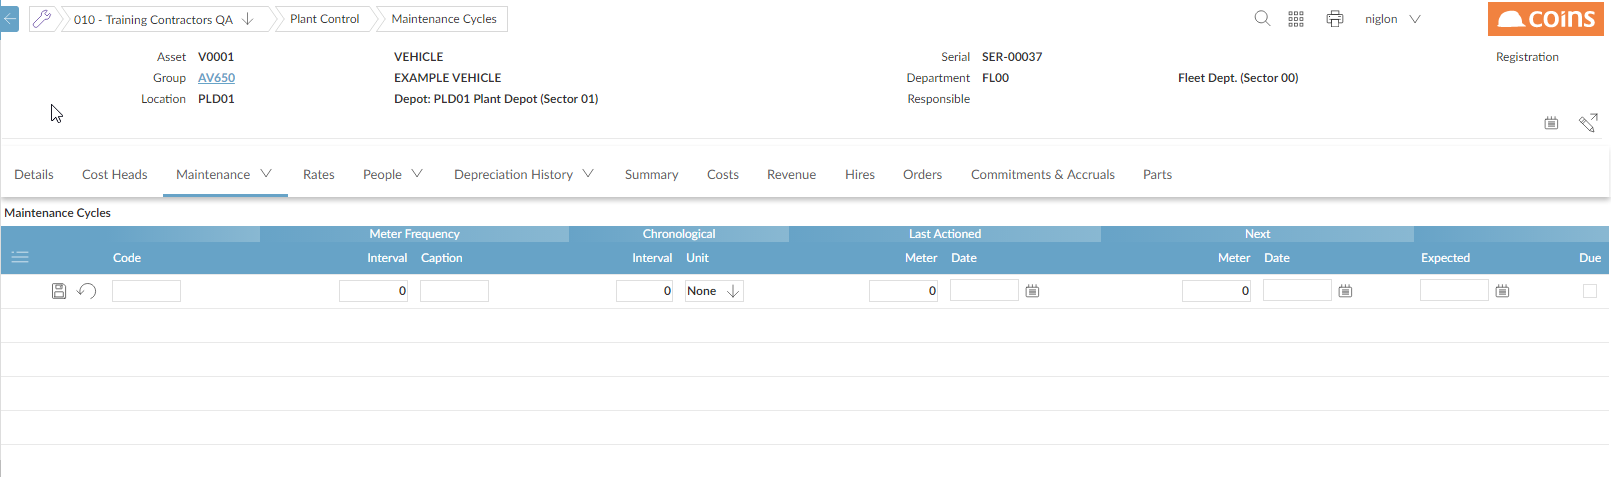 010 - Training Contractors QA Plant Control Maintenance Cycles niglon coins
Asset V0001 VEHICLE Serial SER-00037 Registration
Group AV650 EXAMPLE VEHICLE Department FL00 Fleet Dept. (Sector 00)
Location PLD01 Depot: PLD01 Plant Depot (Sector 01) Responsible
Details Cost Heads Maintenance Rates People Depreciation History Summary Costs Revenue Hires Orders Commitments & Accruals Parts
Maintenance Cycles
Meter Frequency Chronological Last Actioned Next
Code Interval Caption Interval Unit Meter Date Meter Date Expected Due
0 0 None 0 0